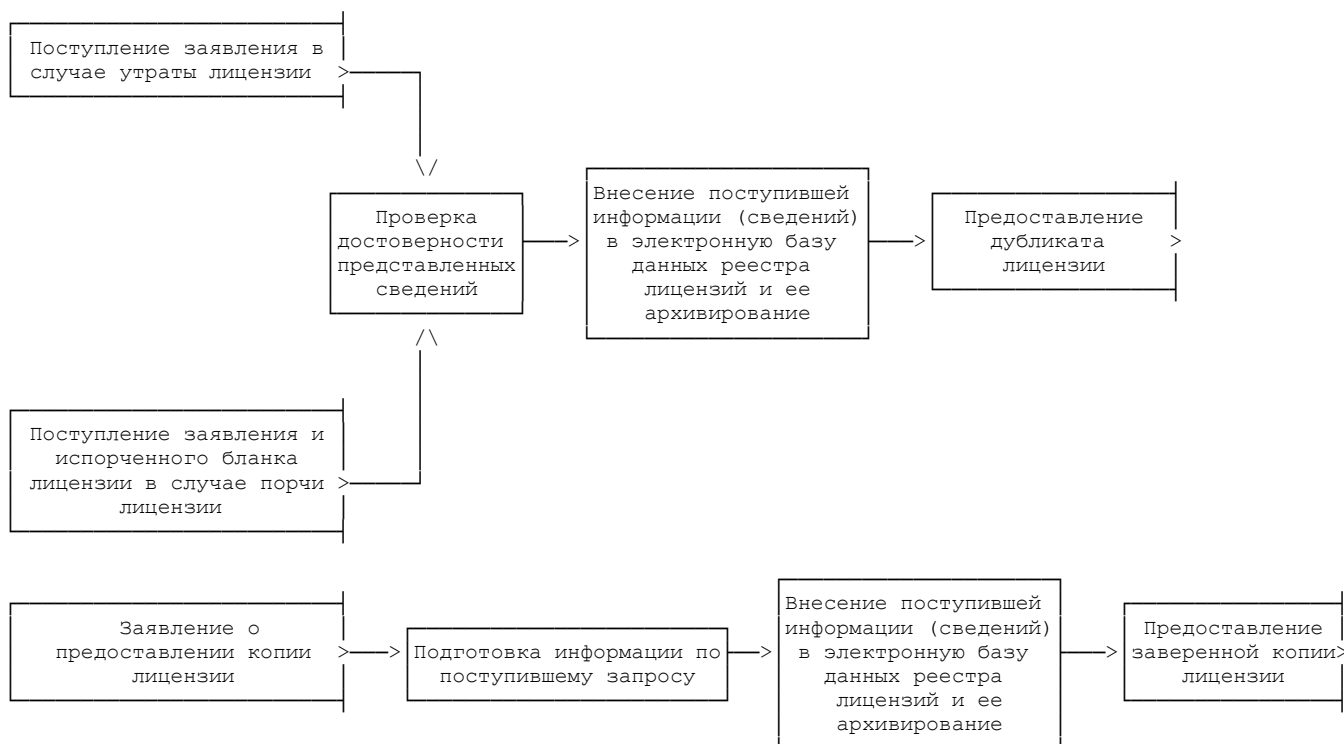 Поступление заявления в
случае утраты лицензии
Проверка
достоверности
представленных
сведений
Внесение поступившей
информации (сведений)
в электронную базу
данных реестра
лицензий и ее
архивирование
Предоставление
дубликата
лицензии
Поступление заявления и
испорченного бланка
лицензии в случае порчи
лицензии
Заявление о
предоставлении копии
лицензии
Подготовка информации по
поступившему запросу
Внесение поступившей
информации (сведений)
в электронную базу
данных реестра
лицензий и ее
архивирование
Предоставление
заверенной копии
лицензии